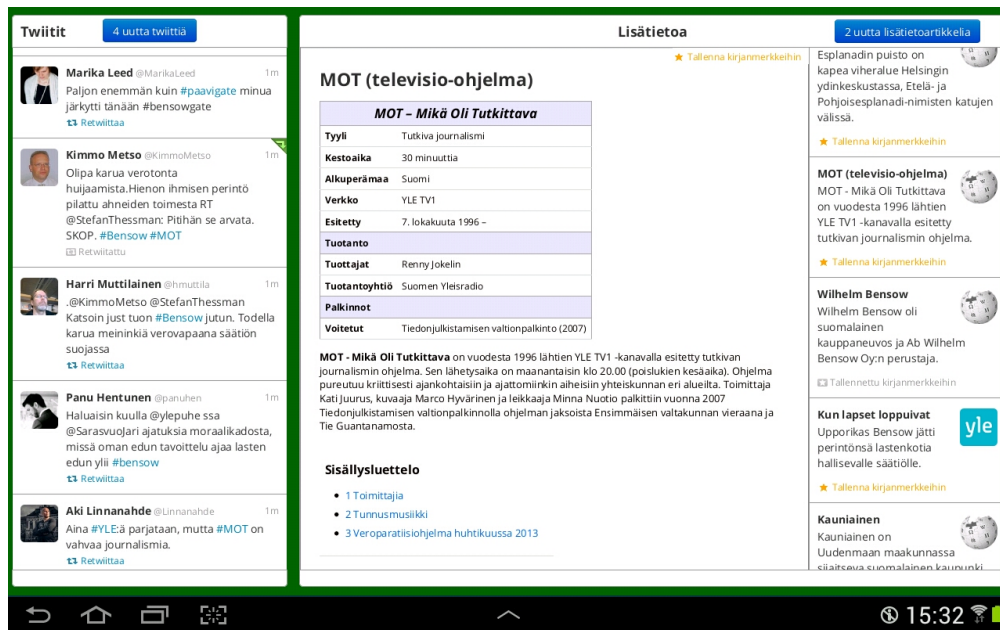 Twiitit
4 uutta twiittiä
Marika Leed @MarikaLeed 1m
Paljon enemmän kuin #paavigate minua
järkytti tänään #bensowgate
Retwiittaa
Kimmo Metso @KimmoMetso 1m
Olipa karua verotonta
huijaamista.Hienon ihmisen perintö
pilattu ahneiden toimesta RT
@StefanThessman: Pitihän se arvata.
SKOP. #Bensow #MOT
Retwiitattu
Harri Muttilainen @hmuttila 1m
.@KimmoMetso @StefanThessman
Katsoin just tuon #Bensow jutun. Todella
karua meininkiä verovapaana säätiön
suojassa
Retwiittaa
Panu Hentunen @panuhen 1m
Haluaisin kuulla @ylepuhe ssa
@SarasvuoJari ajatuksia moraalikadosta,
missä oman edun tavoittelu ajaa lasten
edun ylii #bensow
Retwiittaa
Aki Linnanahde @Linnanahde 1m
Aina #YLE:ä parjataan, mutta #MOT on
vahvaa journalismia.
Retwiittaa
Lisätietoa
2 uutta lisätietoartikkelia
Tallenna kirjanmerkkeihin
MOT (televisio-ohjelma)
MOT – Mikä Oli Tutkittava
Tyyli Tutkiva journalismi
Kestoaika 30 minuuttia
Alkuperämaa Suomi
Verkko YLE TV1
Esitetty 7. lokakuuta 1996 –
Tuotanto
Tuottajat Renny Jokelin
Tuotantoyhtiö Suomen Yleisradio
Palkinnot
Voitetut Tiedonjulkistamisen valtionpalkinto (2007)
MOT - Mikä Oli Tutkittava on vuodesta 1996 lähtien YLE TV1 -kanavalla esitetty tutkivan
journalismin ohjelma. Sen lähetysaika on maanantaisin klo 20.00 (poislukien kesäaika). Ohjelma
pureutuu kriittisesti ajankohtaisiin ja ajattomiinkin aiheisiin yhteiskunnan eri alueilta. Toimittaja
Kati Juurus, kuvaaja Marco Hyvärinen ja leikkaaja Minna Nuotio palkittiin vuonna 2007
Tiedonjulkistamisen valtionpalkinnolla ohjelman jaksoista Ensimmäisen valtakunnan vieraana ja
Tie Guantanamosta.
Sisällysluettelo
1 Toimittajia
2 Tunnusmusiikki
3 Veroparatiisiohjelma huhtikuussa 2013
Esplanadin puisto on
kapea viheralue Helsingin
ydinkeskustassa, Etelä- ja
Pohjoisesplanadi-nimisten katujen
välissä.
Tallenna kirjanmerkkeihin
MOT (televisio-ohjelma)
MOT - Mikä Oli Tutkittava
on vuodesta 1996 lähtien
YLE TV1 -kanavalla esitetty
tutkivan journalismin ohjelma.
Tallenna kirjanmerkkeihin
Wilhelm Bensow
Wilhelm Bensow oli
suomalainen
kauppaneuvos ja Ab Wilhelm
Bensow Oy:n perustaja.
Tallennettu kirjanmerkkeihin
Kun lapset loppuivat
Upporikas Bensow jätti
perintönsä lastenkotia
hallisevalle säätiölle.
yle
Tallenna kirjanmerkkeihin
Kauniainen
Kauniainen on
Uudenmaan maakunnassa
sijaitseva suomalainen kaupunki
15:32